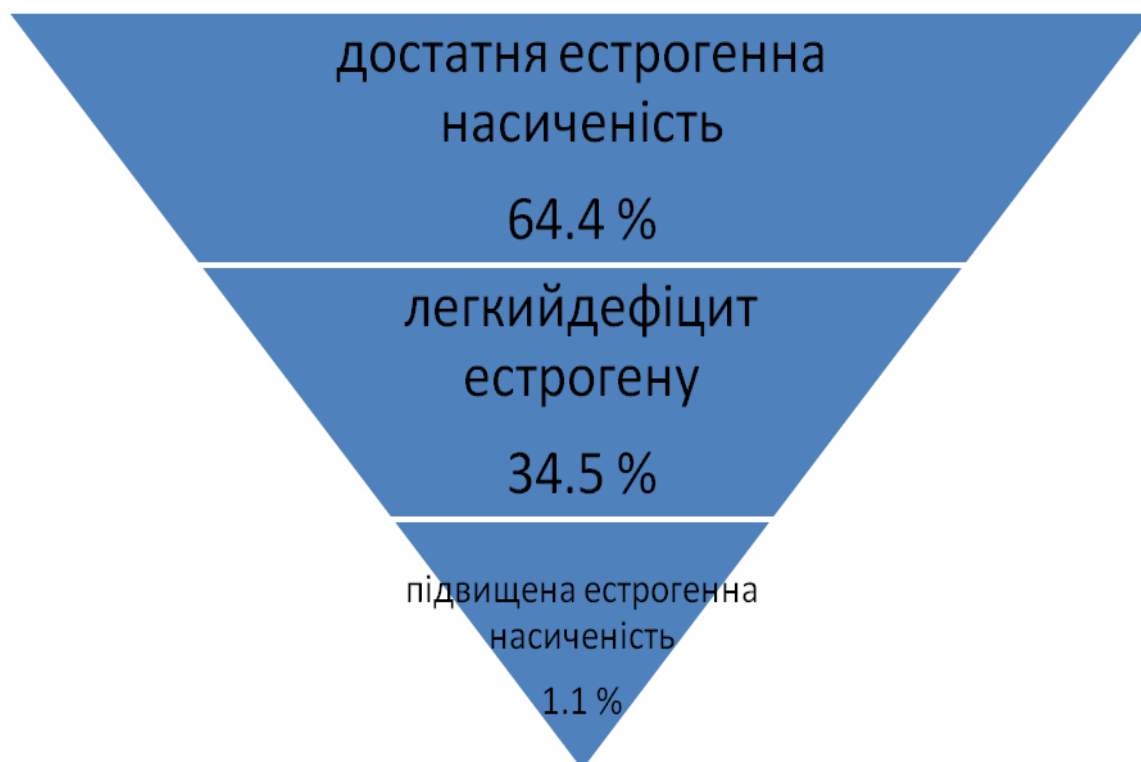 достатня естрогенна
насиченість
64.4 %
легкийдефіцит
естрогену
34.5 %
підвищена естрогенна
насиченість
1.1 %